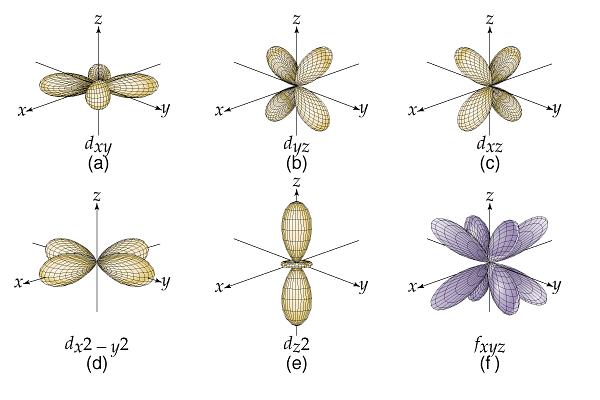 z z z
x y x y x y
dxy dyz dxz
(a) (b) (c)
z z z
x y x y x y
dx2 – y2 dz2 fxyz
(d) (e) (f)